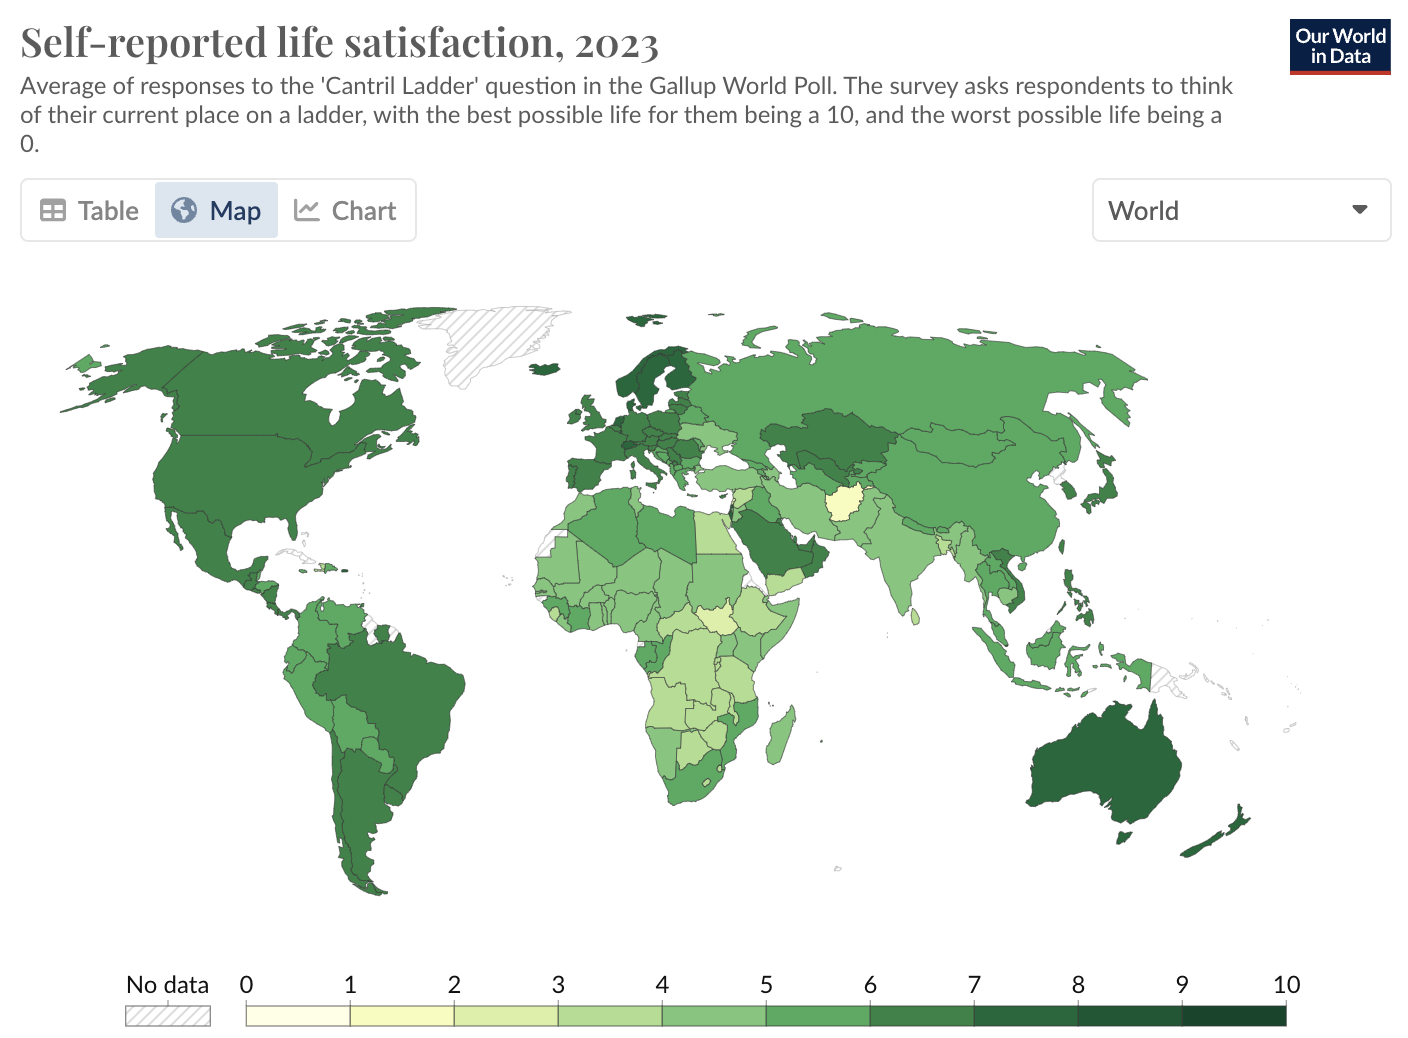 Self-reported life satisfaction, 2023
Our World
in Data
Average of responses to the 'Cantril Ladder' question in the Gallup World Poll. The survey asks respondents to think
of their current place on a ladder, with the best possible life for them being a 10, and the worst possible life being a
0.
Table Map Chart
World
No data 0 1 2 3 4 5 6 7 8 9 10